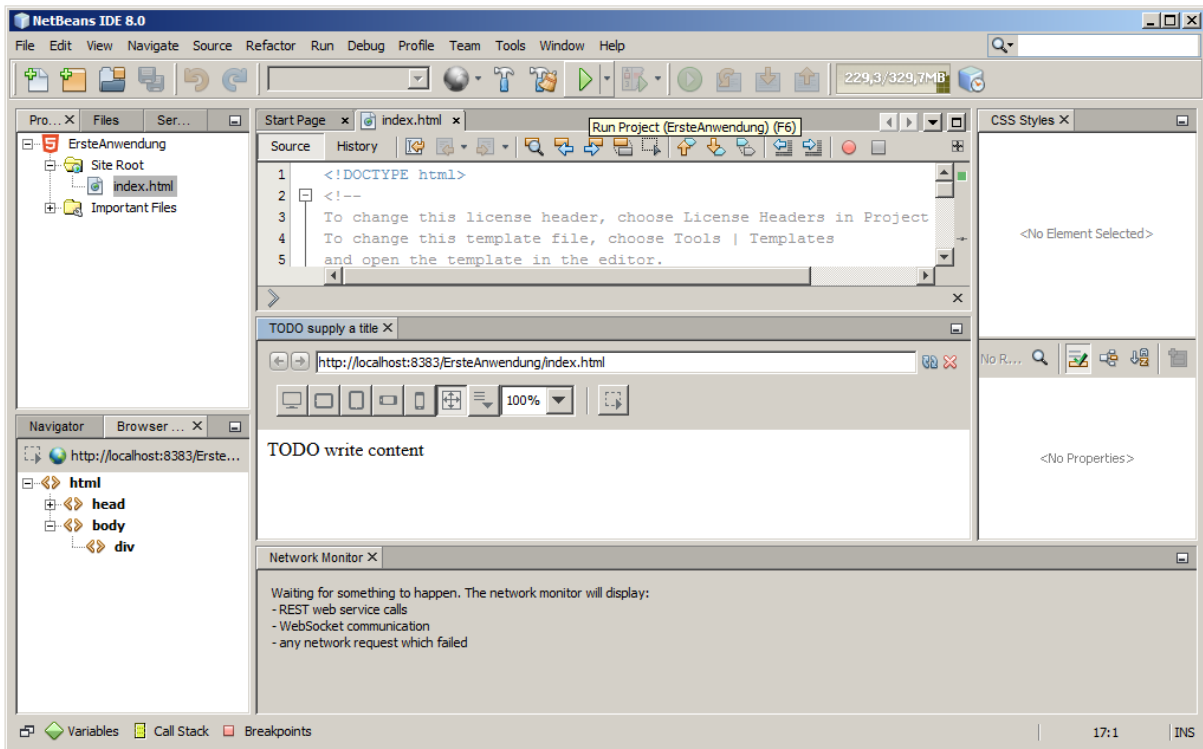 NetBeans IDE 8.0
File Edit View Navigate Source Refactor Run Debug Profile Team Tools Window Help
229,3/329,7MB
Pro... Files Ser...
ErsteAnwendung
Site Root
index.html
Important Files
Start Page index.html
Run Project (ErsteAnwendung) (F6)
Source History
1 <!DOCTYPE html>
2 <!--
3 To change this license header, choose License Headers in Project
4 To change this template file, choose Tools | Templates
5 and open the template in the editor.
CSS Styles
<No Element Selected>
No R...
<No Properties>
TODO supply a title
http://localhost:8383/ErsteAnwendung/index.html
100%
TODO write content
Navigator Browser ...
http://localhost:8383/Erste...
html
head
body
div
Network Monitor
Waiting for something to happen. The network monitor will display:
- REST web service calls
- WebSocket communication
- any network request which failed
Variables Call Stack Breakpoints
17:1 INS